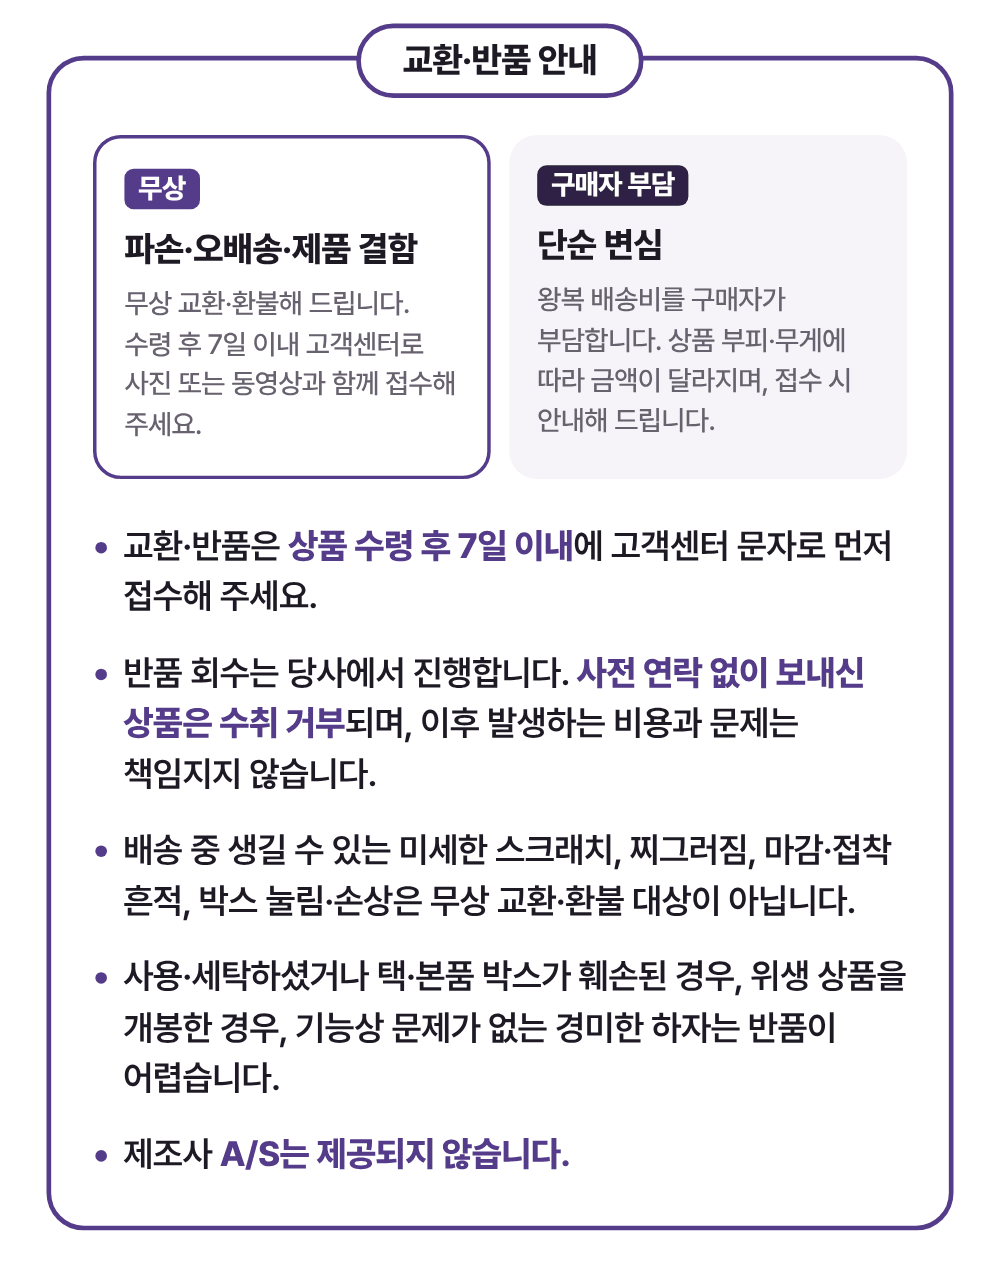 교환·반품 안내
무상
파손·오배송·제품 결함
무상 교환·환불해 드립니다.
수령 후 7일 이내 고객센터로
사진 또는 동영상과 함께 접수해
주세요.
구매자 부담
단순 변심
왕복 배송비를 구매자가
부담합니다. 상품 부피·무게에
따라 금액이 달라지며, 접수 시
안내해 드립니다.
• 교환·반품은 상품 수령 후 7일 이내에 고객센터 문자로 먼저
접수해 주세요.
• 반품 회수는 당사에서 진행합니다. 사전 연락 없이 보내신
상품은 수취 거부되며, 이후 발생하는 비용과 문제는
책임지지 않습니다.
• 배송 중 생길 수 있는 미세한 스크래치, 찌그러짐, 마감·접착
흔적, 박스 눌림·손상은 무상 교환·환불 대상이 아닙니다.
• 사용·세탁하셨거나 택·본품 박스가 훼손된 경우, 위생 상품을
개봉한 경우, 기능상 문제가 없는 경미한 하자는 반품이
어렵습니다.
• 제조사 A/S는 제공되지 않습니다.